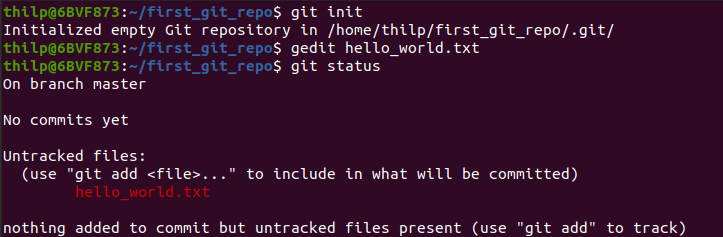 thilp@6BVF873:~/first_git_repo$ git init
Initialized empty Git repository in /home/thilp/first_git_repo/.git/
thilp@6BVF873:~/first_git_repo$ gedit hello_world.txt
thilp@6BVF873:~/first_git_repo$ git status
On branch master

No commits yet

Untracked files:
  (use "git add <file>..." to include in what will be committed)
        hello_world.txt

nothing added to commit but untracked files present (use "git add" to track)